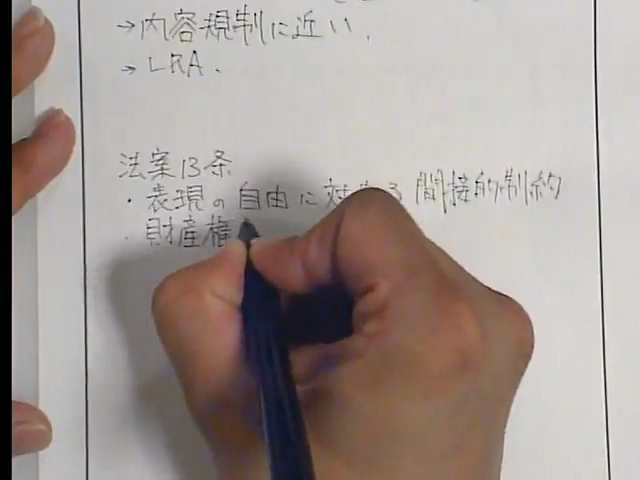 →内容規制に近い.
→LRA.
法案13条
・表現の自由に対する間接的制約
・財産権